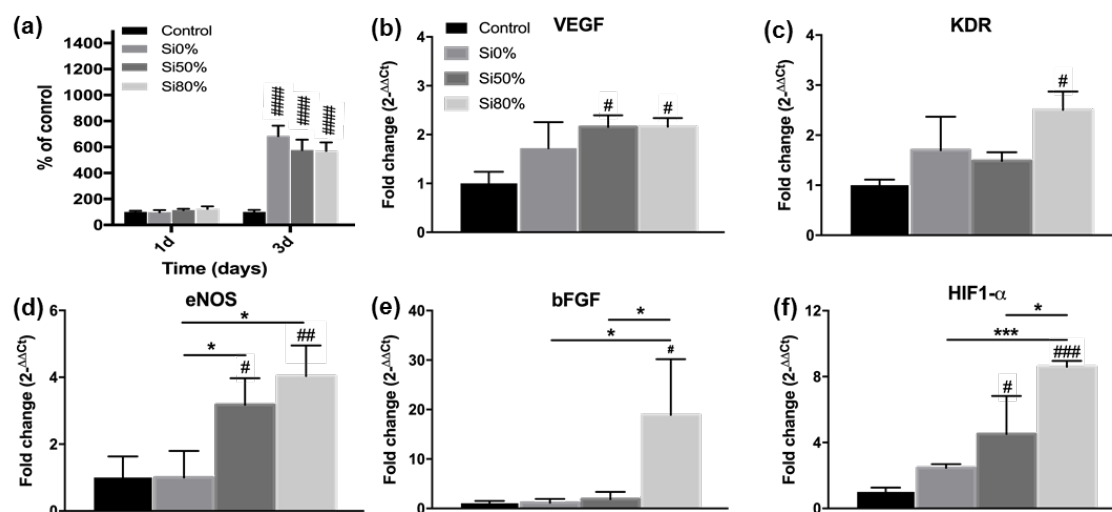 (a)
Control
Si0%
Si50%
Si80%
% of conrol
1400
1200
1000
800
600
400
200
0
1d
3d
Time (days)
(b)
Control
Si0%
Si50%
Si80%
VEGF
Fold change (2-ΔΔCt)
4
3
2
1
0
#
#
(c)
KDR
Fold change (2-ΔΔCt)
4
3
2
1
0
#
(d)
eNOS
Fold change (2-ΔΔCt)
6
4
2
0
*
*
#
##
(e)
bFGF
Fold change (2-ΔΔCt)
40
30
20
10
0
*
*
#
(f)
HIF1-α
Fold change (2-ΔΔCt)
12
8
4
0
*
***
#
###